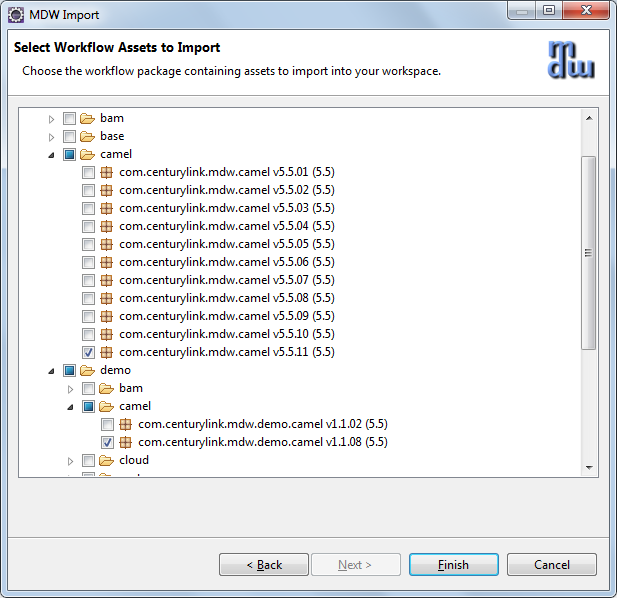 MDW Import
Select Workflow Assets to Import
Choose the workflow package containing assets to import into your workspace.
mdw
bam
base
camel
com.centurylink.mdw.camel v5.5.01 (5.5)
com.centurylink.mdw.camel v5.5.02 (5.5)
com.centurylink.mdw.camel v5.5.03 (5.5)
com.centurylink.mdw.camel v5.5.04 (5.5)
com.centurylink.mdw.camel v5.5.05 (5.5)
com.centurylink.mdw.camel v5.5.06 (5.5)
com.centurylink.mdw.camel v5.5.07 (5.5)
com.centurylink.mdw.camel v5.5.08 (5.5)
com.centurylink.mdw.camel v5.5.09 (5.5)
com.centurylink.mdw.camel v5.5.10 (5.5)
com.centurylink.mdw.camel v5.5.11 (5.5)
demo
bam
camel
com.centurylink.mdw.demo.camel v1.1.02 (5.5)
com.centurylink.mdw.demo.camel v1.1.08 (5.5)
cloud
< Back Next > Finish Cancel